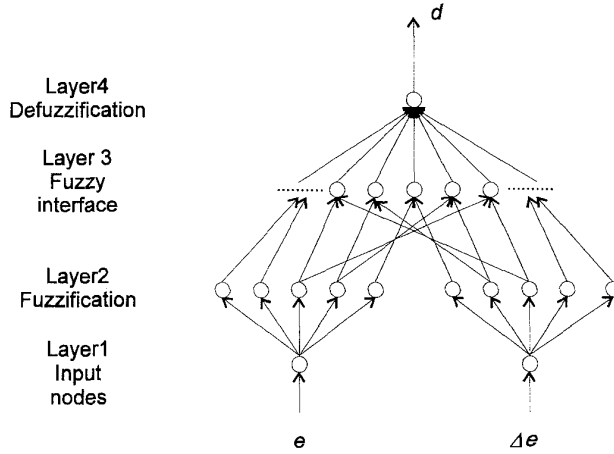 d
Layer4
Defuzzification
Layer 3
Fuzzy
interface
Layer2
Fuzzification
Layer1
Input
nodes
e
Δe